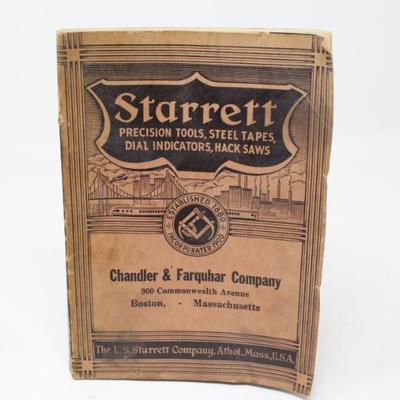 Starrett
PRECISION TOOLS, STEEL TAPES,
DIAL INDICATORS, HACK SAWS
ESTABLISHED 1880
INCORPORATED 1900
Chandler & Farquhar Company
900 Commonwealth Avenue
Boston, - Massachusetts
The L. S. Starrett Company, Athol, Mass., U.S.A.